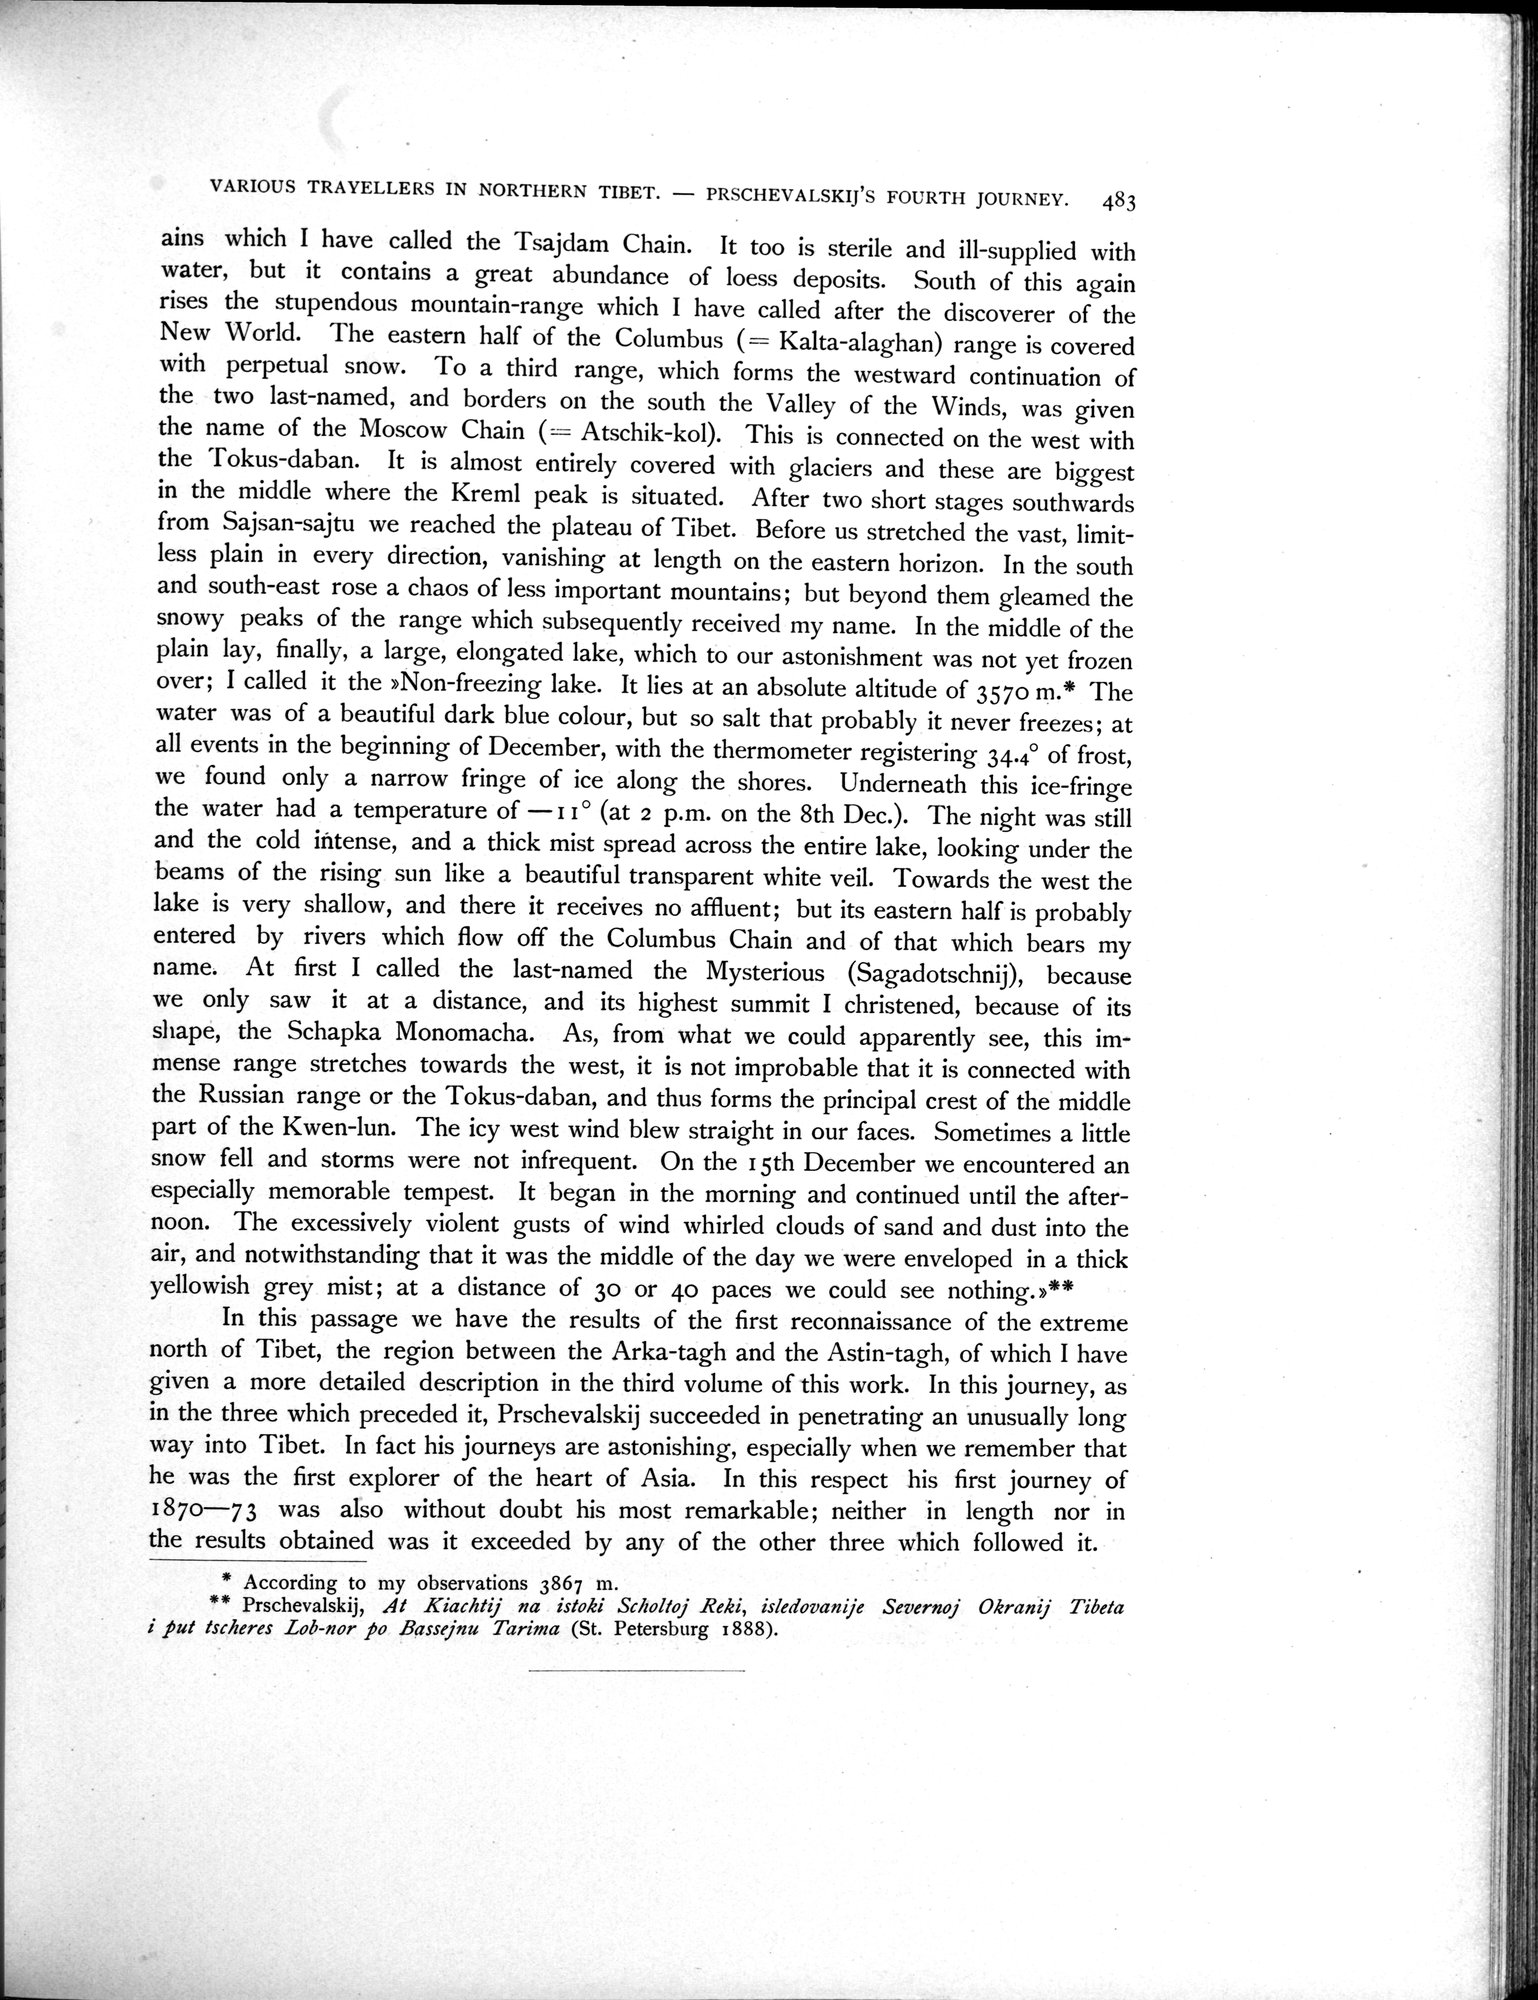 VARIOUS TRAYELLERS IN NORTHERN TIBET. — PRSCHEVALSKIJ'S FOURTH JOURNEY. 483
ains which I have called the Tsajdam Chain. It too is sterile and ill-supplied with
water, but it contains a great abundance of loess deposits. South of this again
rises the stupendous mountain-range which I have called after the discoverer of the
New World. The eastern half of the Columbus (= Kalta-alaghan) range is covered
with perpetual snow. To a third range, which forms the westward continuation of
the two last-named, and borders on the south the Valley of the Winds, was given
the name of the Moscow Chain (= Atschik-kol). This is connected on the west with
the Tokus-daban. It is almost entirely covered with glaciers and these are biggest
in the middle where the Kreml peak is situated. After two short stages southwards
from Sajsan-sajtu we reached the plateau of Tibet. Before us stretched the vast, limit-
less plain in every direction, vanishing at length on the eastern horizon. In the south
and south-east rose a chaos of less important mountains; but beyond them gleamed the
snowy peaks of the range which subsequently received my name. In the middle of the
plain lay, finally, a large, elongated lake, which to our astonishment was not yet frozen
over; I called it the »Non-freezing lake. It lies at an absolute altitude of 3570 m.* The
water was of a beautiful dark blue colour, but so salt that probably it never freezes; at
all events in the beginning of December, with the thermometer registering 34.4° of frost,
we found only a narrow fringe of ice along the shores. Underneath this ice-fringe
the water had a temperature of —11° (at 2 p.m. on the 8th Dec.). The night was still
and the cold intense, and a thick mist spread across the entire lake, looking under the
beams of the rising sun like a beautiful transparent white veil. Towards the west the
lake is very shallow, and there it receives no affluent; but its eastern half is probably
entered by rivers which flow off the Columbus Chain and of that which bears my
name. At first I called the last-named the Mysterious (Sagadotschnij), because
we only saw it at a distance, and its highest summit I christened, because of its
shape, the Schapka Monomacha. As, from what we could apparently see, this im-
mense range stretches towards the west, it is not improbable that it is connected with
the Russian range or the Tokus-daban, and thus forms the principal crest of the middle
part of the Kwen-lun. The icy west wind blew straight in our faces. Sometimes a little
snow fell and storms were not infrequent. On the 15th December we encountered an
especially memorable tempest. It began in the morning and continued until the after-
noon. The excessively violent gusts of wind whirled clouds of sand and dust into the
air, and notwithstanding that it was the middle of the day we were enveloped in a thick
yellowish grey mist; at a distance of 30 or 40 paces we could see nothing.»**
In this passage we have the results of the first reconnaissance of the extreme
north of Tibet, the region between the Arka-tagh and the Astin-tagh, of which I have
given a more detailed description in the third volume of this work. In this journey, as
in the three which preceded it, Prschevalskij succeeded in penetrating an unusually long
way into Tibet. In fact his journeys are astonishing, especially when we remember that
he was the first explorer of the heart of Asia. In this respect his first journey of
1870—73 was also without doubt his most remarkable; neither in length nor in
the results obtained was it exceeded by any of the other three which followed it.
* According to my observations 3867 m.
** Prschevalskij, At Kiachtij na istoki Scholtoj Reki, isledovanije Severnoj Okranij Tibeta
i put tscheres Lob-nor po Bassejnu Tarima (St. Petersburg 1888).